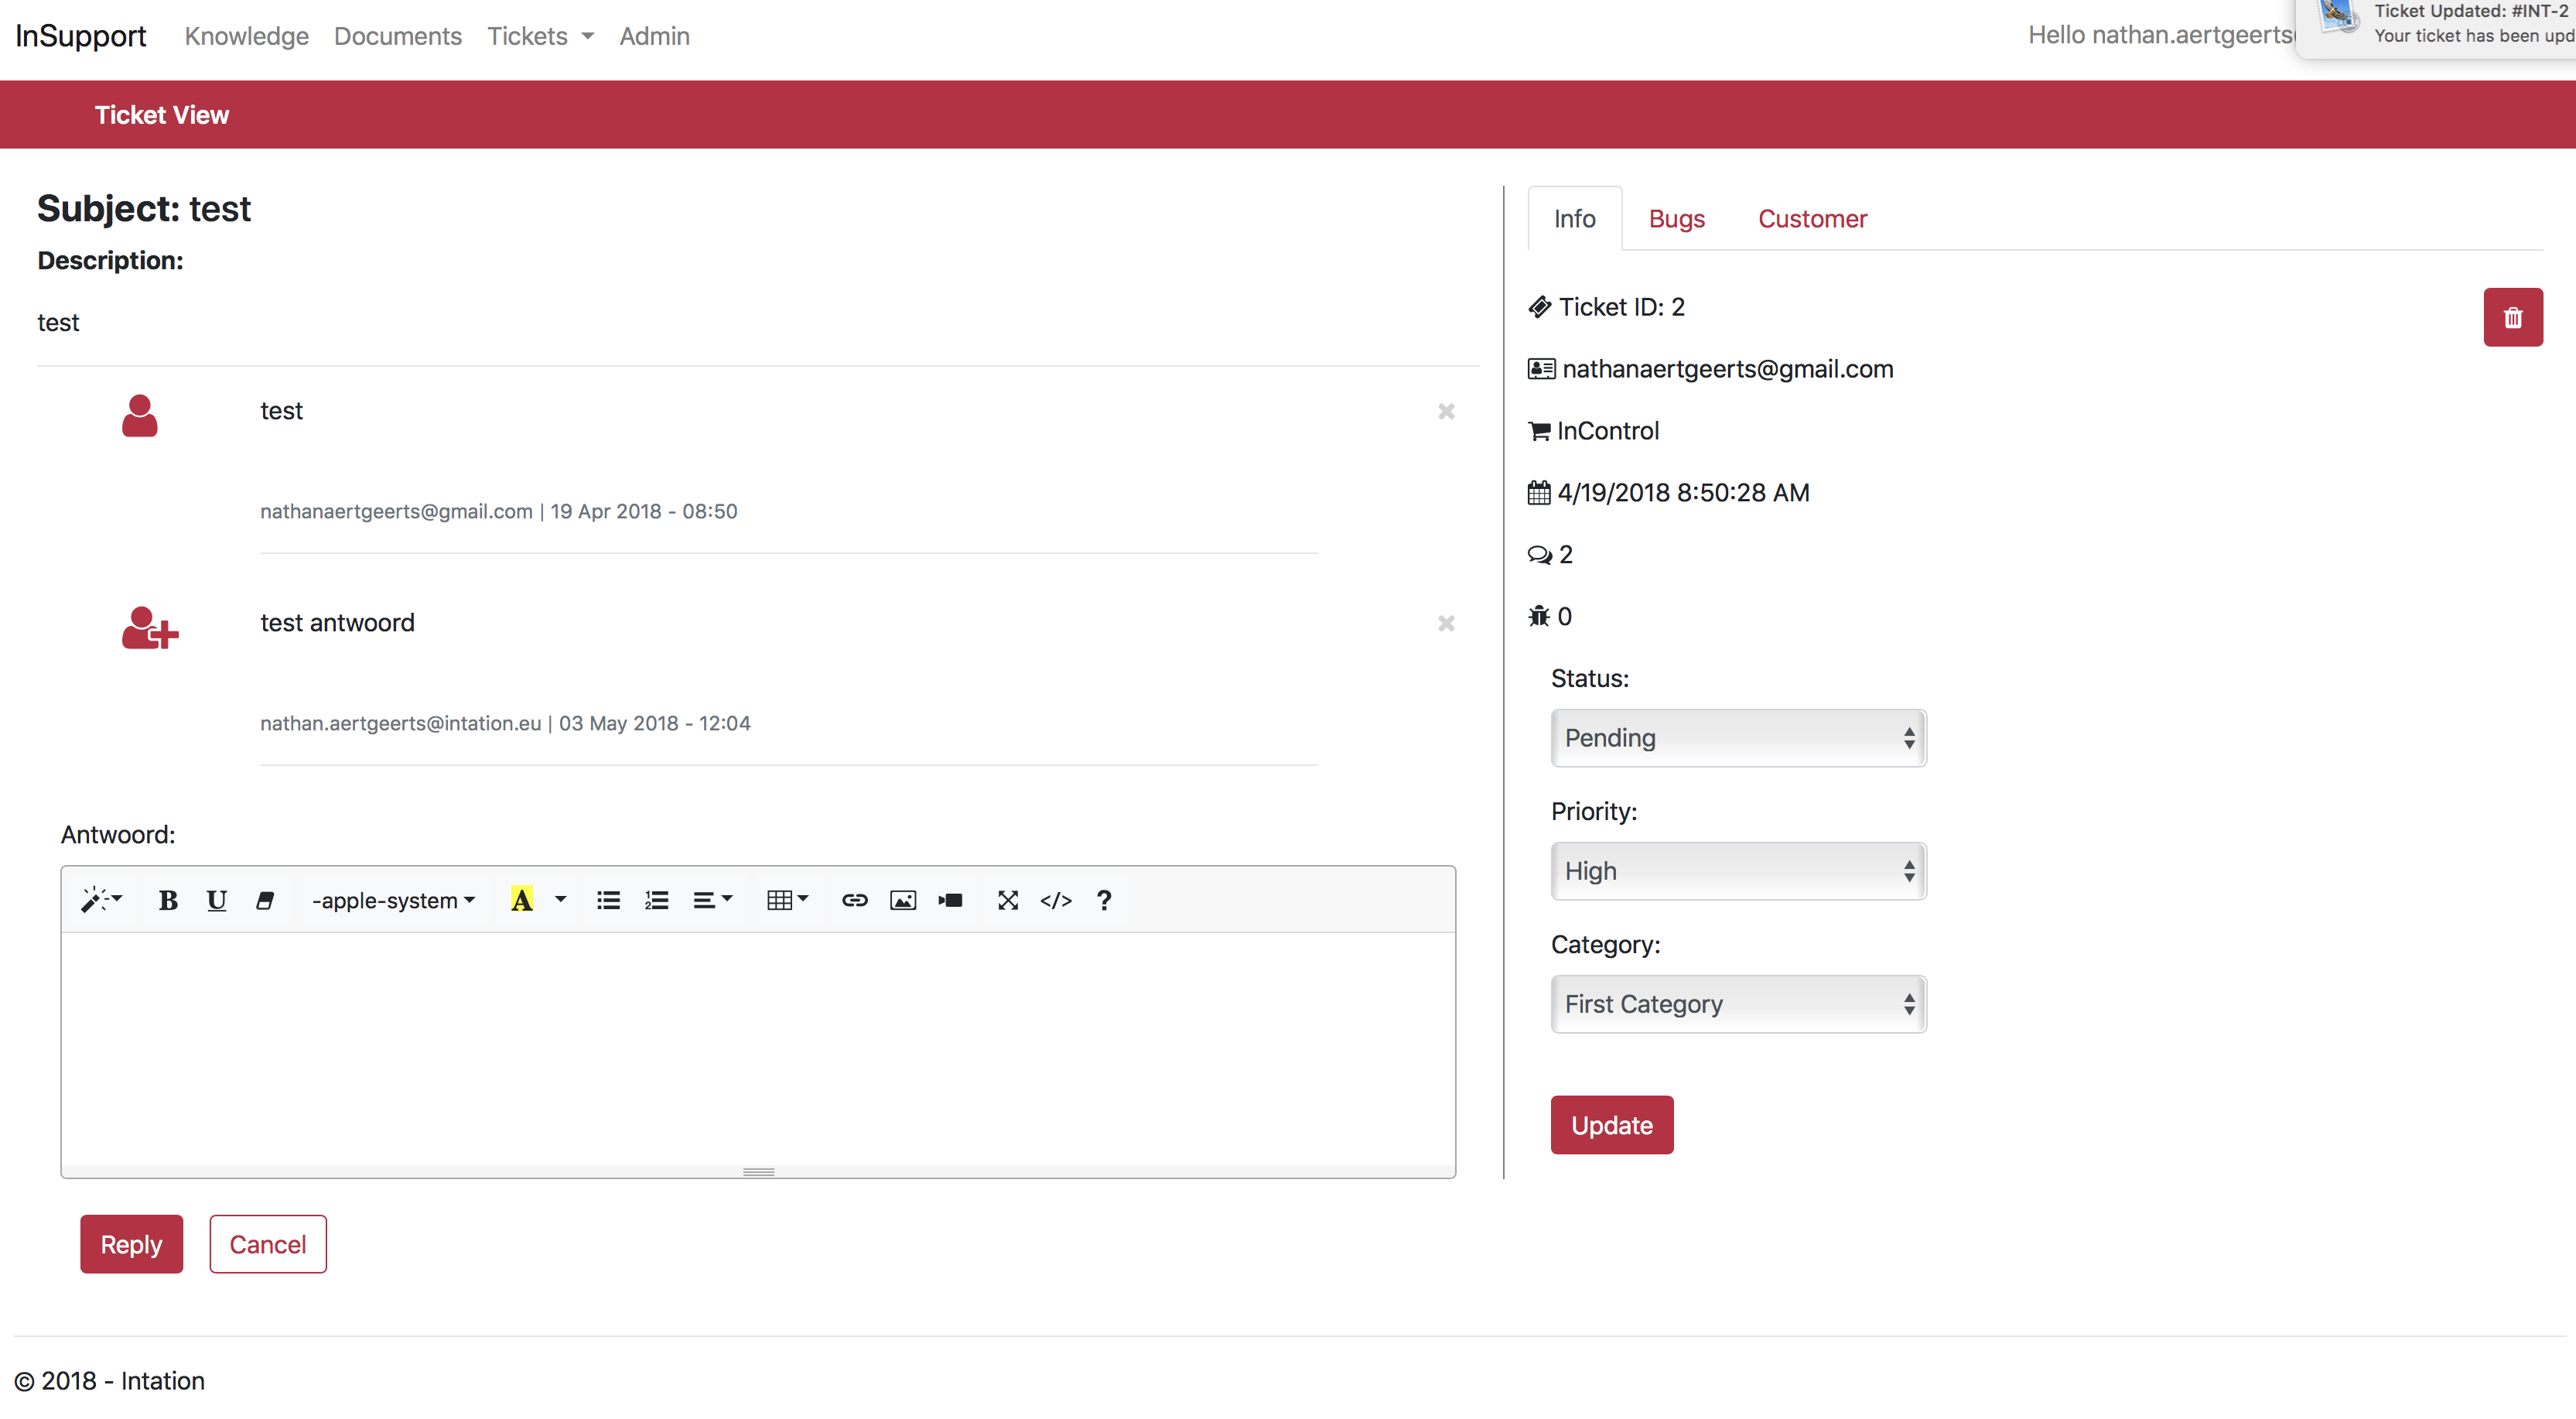 InSupport Knowledge Documents Tickets Admin
Hello nathan.aertgeerts
Ticket Updated: #INT-2
Your ticket has been upd
Ticket View
Subject: test
Description:
test
test
nathanaertgeerts@gmail.com | 19 Apr 2018 - 08:50
test antwoord
nathan.aertgeerts@intation.eu | 03 May 2018 - 12:04
Antwoord:
B U -apple-system A </> ?
Reply Cancel
Info Bugs Customer
Ticket ID: 2
nathanaertgeerts@gmail.com
InControl
4/19/2018 8:50:28 AM
2
0
Status:
Pending
Priority:
High
Category:
First Category
Update
© 2018 - Intation